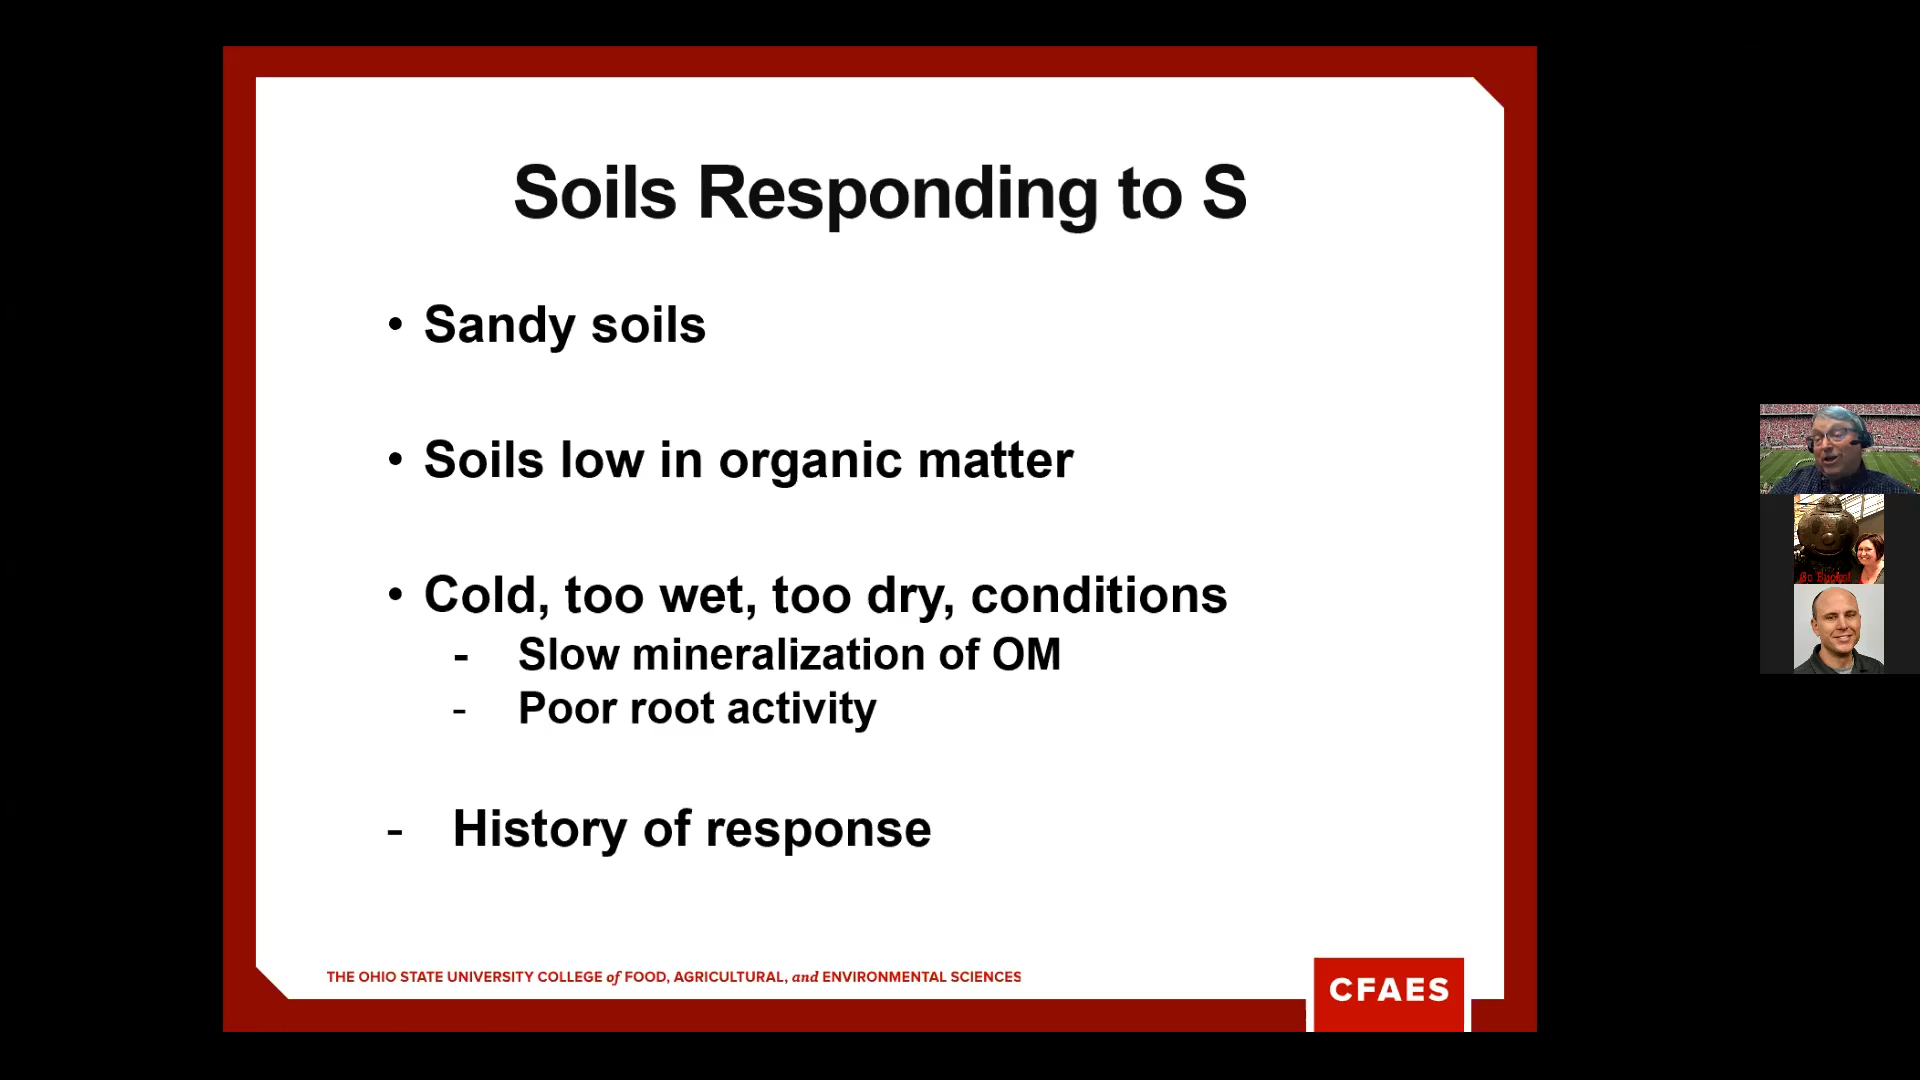 Soils Responding to S
• Sandy soils
• Soils low in organic matter
• Cold, too wet, too dry, conditions
- Slow mineralization of OM
- Poor root activity
- History of response
THE OHIO STATE UNIVERSITY COLLEGE of FOOD, AGRICULTURAL, and ENVIRONMENTAL SCIENCES
CFAES
Go Bucks!